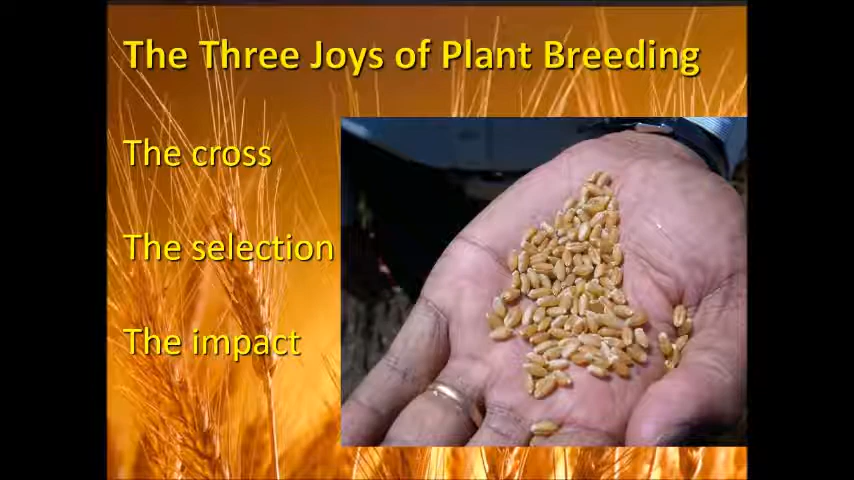 The Three Joys of Plant Breeding
The cross
The selection
The impact